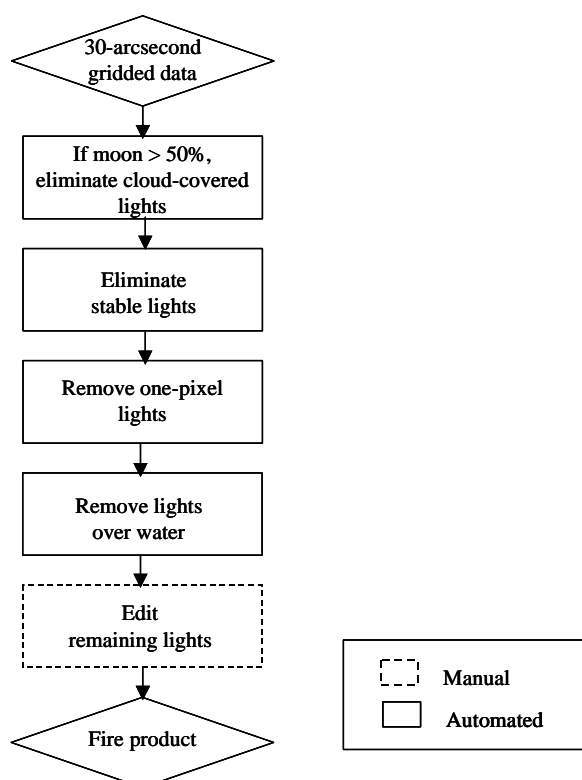 30-arcsecond
gridded data
If moon > 50%,
eliminate cloud-covered
lights
Eliminate
stable lights
Remove one-pixel
lights
Remove lights
over water
Edit
remaining lights
Fire product
Manual
Automated